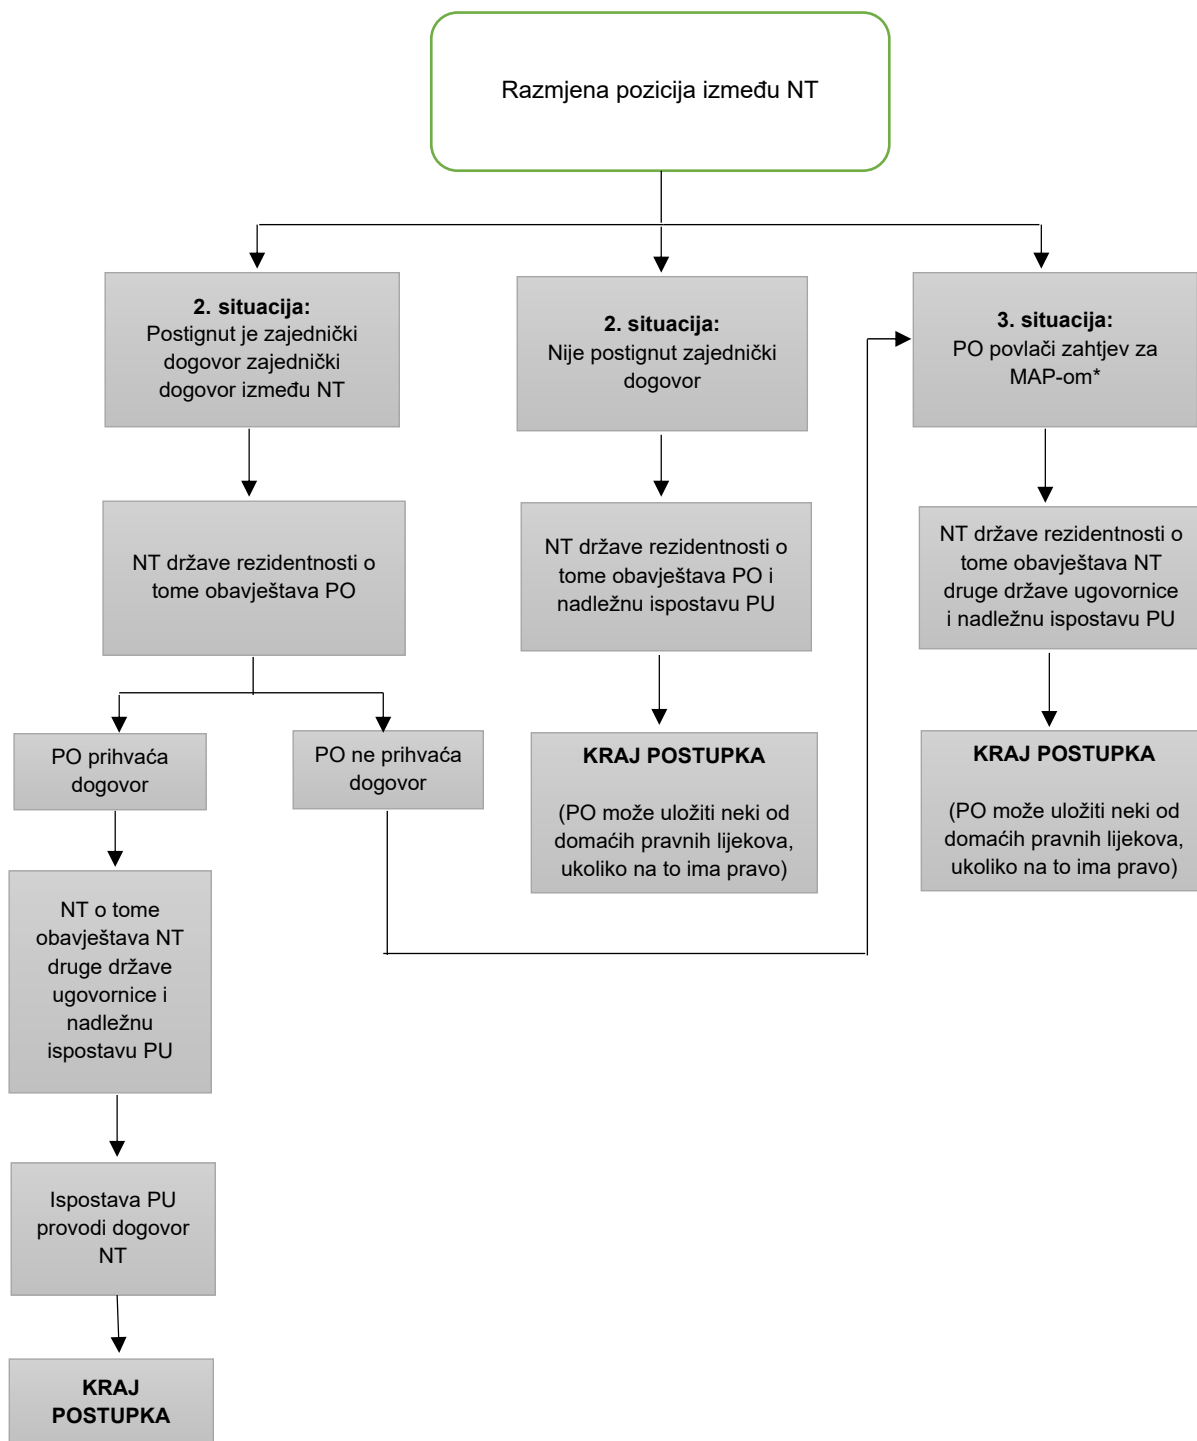 Razmjena pozicija između NT
2. situacija:
Postignut je zajednički
dogovor zajednički
dogovor između NT
2. situacija:
Nije postignut zajednički
dogovor
3. situacija:
PO povlači zahtjev za
MAP-om*
NT države rezidentnosti o
tome obavještava PO
NT države rezidentnosti o
tome obavještava PO i
nadležnu ispostavu PU
NT države rezidentnosti o
tome obavještava NT
druge države ugovornice
i nadležnu ispostavu PU
PO prihvaća
dogovor
PO ne prihvaća
dogovor
KRAJ POSTUPKA
(PO može uložiti neki od
domaćih pravnih lijekova,
ukoliko na to ima pravo)
KRAJ POSTUPKA
(PO može uložiti neki od
domaćih pravnih lijekova,
ukoliko na to ima pravo)
NT o tome
obavještava NT
druge države
ugovornice i
nadležnu
ispostavu PU
Ispostava PU
provodi dogovor
NT
KRAJ
POSTUPKA